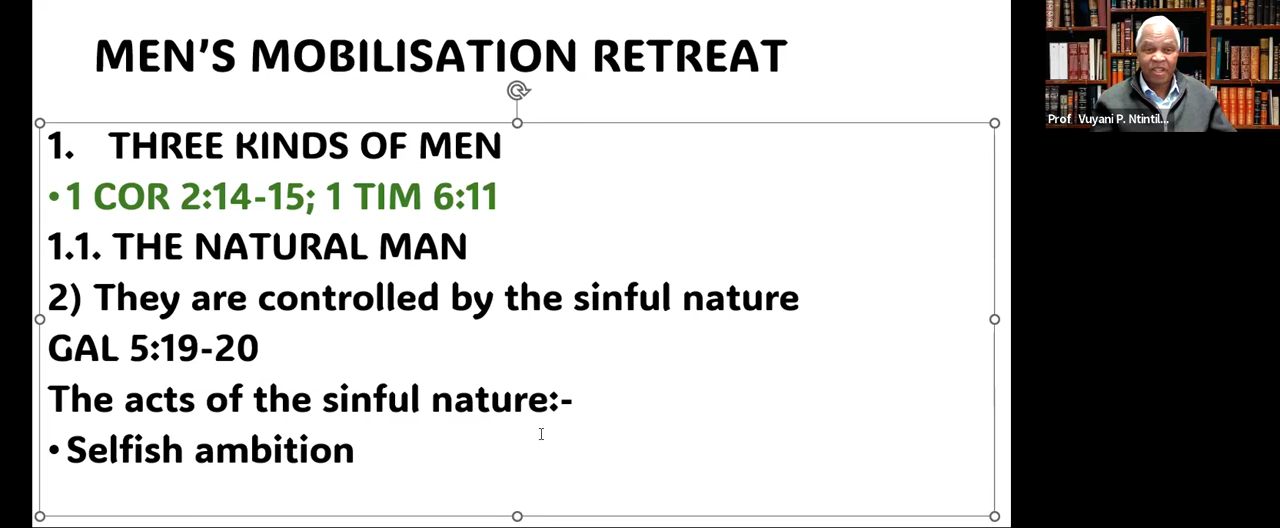 MEN'S MOBILISATION RETREAT
1. THREE KINDS OF MEN
• 1 COR 2:14-15; 1 TIM 6:11
1.1. THE NATURAL MAN
2) They are controlled by the sinful nature
GAL 5:19-20
The acts of the sinful nature:-
• Selfish ambition
Prof Vuyani P. Ntintil...